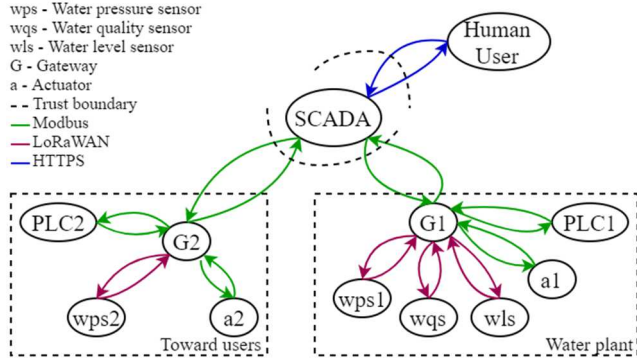 wps - Water pressure sensor
wqs - Water quality sensor
wls - Water level sensor
G - Gateway
a - Actuator
Trust boundary
Modbus
LoRaWAN
HTTPS
Human
User
SCADA
PLC2
G2
wps2
a2
Toward users
G1
PLC1
a1
wps1
wqs
wls
Water plant